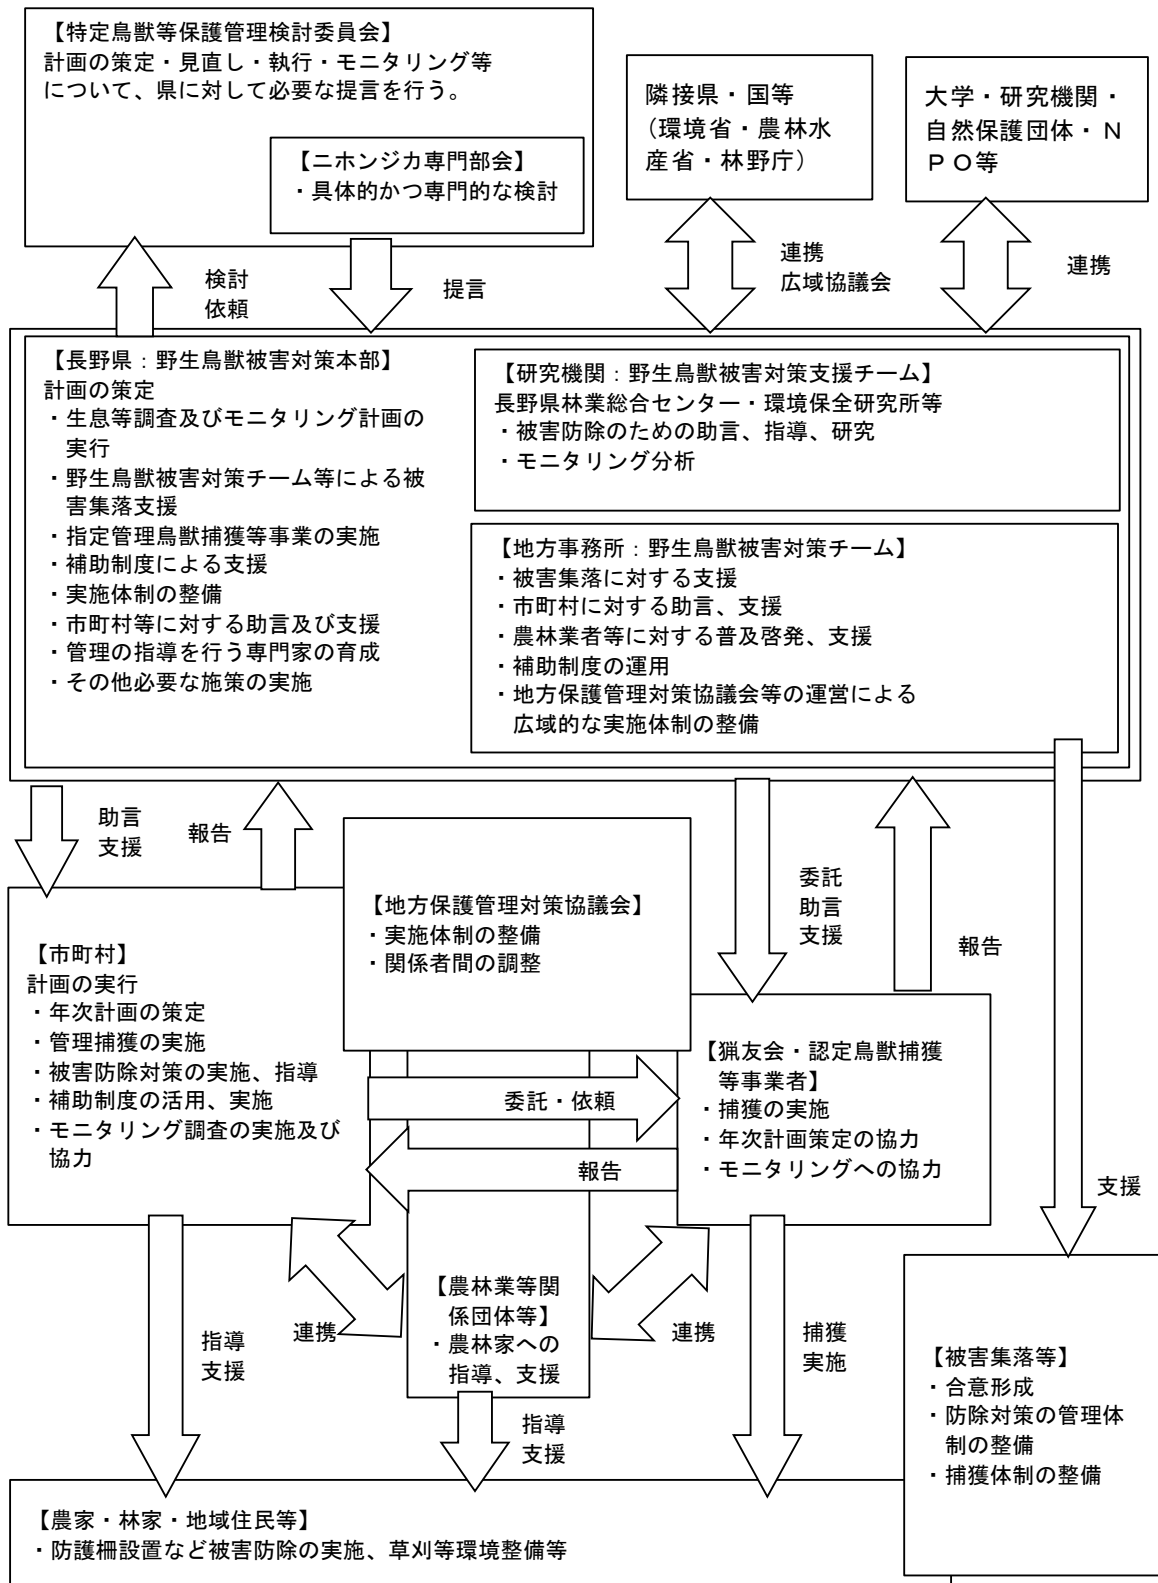 【特定鳥獣等保護管理検討委員会】
計画の策定・見直し・執行・モニタリング等
について、県に対して必要な提言を行う。
【ニホンジカ専門部会】
・具体的かつ専門的な検討
隣接県・国等
（環境省・農林水
産省・林野庁）
大学・研究機関・
自然保護団体・Ｎ
ＰＯ等
検討
依頼
提言
連携
広域協議会
連携
【長野県：野生鳥獣被害対策本部】
計画の策定
・生息等調査及びモニタリング計画の
実行
・野生鳥獣被害対策チーム等による被
害集落支援
・指定管理鳥獣捕獲等事業の実施
・補助制度による支援
・実施体制の整備
・市町村等に対する助言及び支援
・管理の指導を行う専門家の育成
・その他必要な施策の実施
【研究機関：野生鳥獣被害対策支援チーム】
長野県林業総合センター・環境保全研究所等
・被害防除のための助言、指導、研究
・モニタリング分析
【地方事務所：野生鳥獣被害対策チーム】
・被害集落に対する支援
・市町村に対する助言、支援
・農林業者等に対する普及啓発、支援
・補助制度の運用
・地方保護管理対策協議会等の運営による
広域的な実施体制の整備
助言
支援
報告
【地方保護管理対策協議会】
・実施体制の整備
・関係者間の調整
委託
助言
支援
報告
【市町村】
計画の実行
・年次計画の策定
・管理捕獲の実施
・被害防除対策の実施、指導
・補助制度の活用、実施
・モニタリング調査の実施及び
協力
委託・依頼
報告
【猟友会・認定鳥獣捕獲
等事業者】
・捕獲の実施
・年次計画策定の協力
・モニタリングへの協力
支援
【農林業等関
係団体等】
・農林家への
指導、支援
連携
連携
指導
支援
捕獲
実施
指導
支援
【被害集落等】
・合意形成
・防除対策の管理体
制の整備
・捕獲体制の整備
【農家・林家・地域住民等】
・防護柵設置など被害防除の実施、草刈等環境整備等